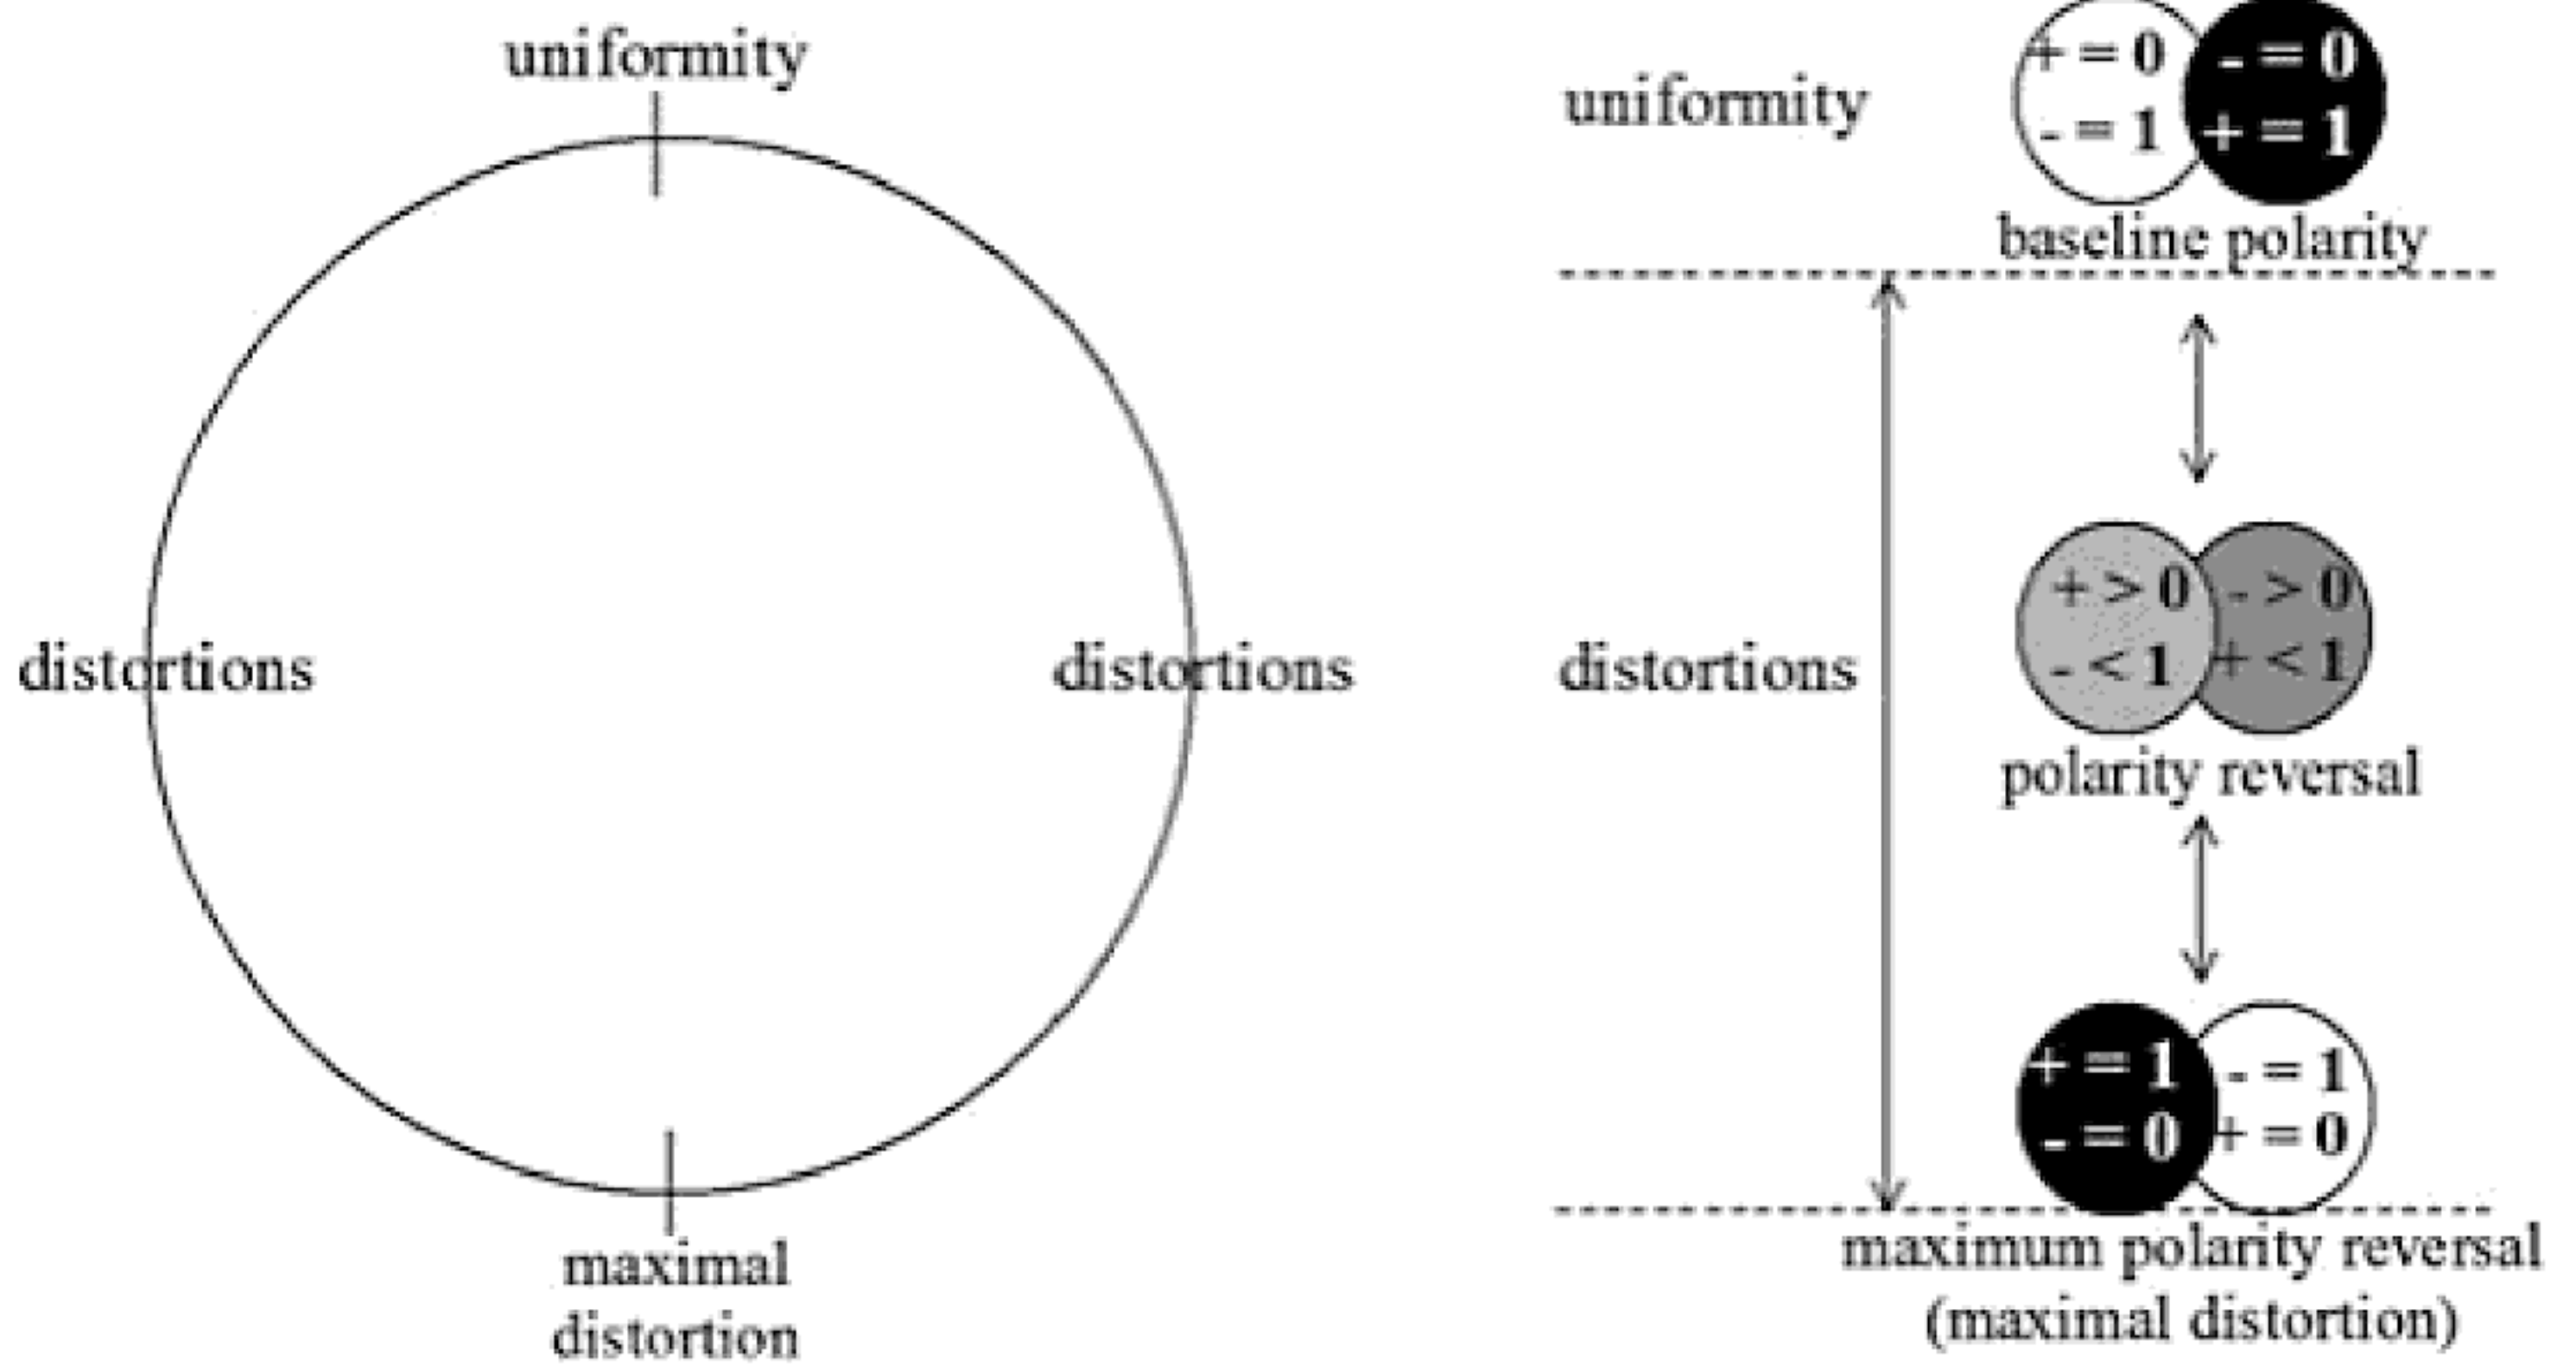 uniformity
distortions
distortions
maximal
distortion
uniformity
+ = 0
- = 1
- = 0
+ = 1
baseline polarity
distortions
+ > 0
- < 1
- > 0
+ < 1
polarity reversal
+ = 1
- = 0
- = 1
+ = 0
maximum polarity reversal
(maximal distortion)